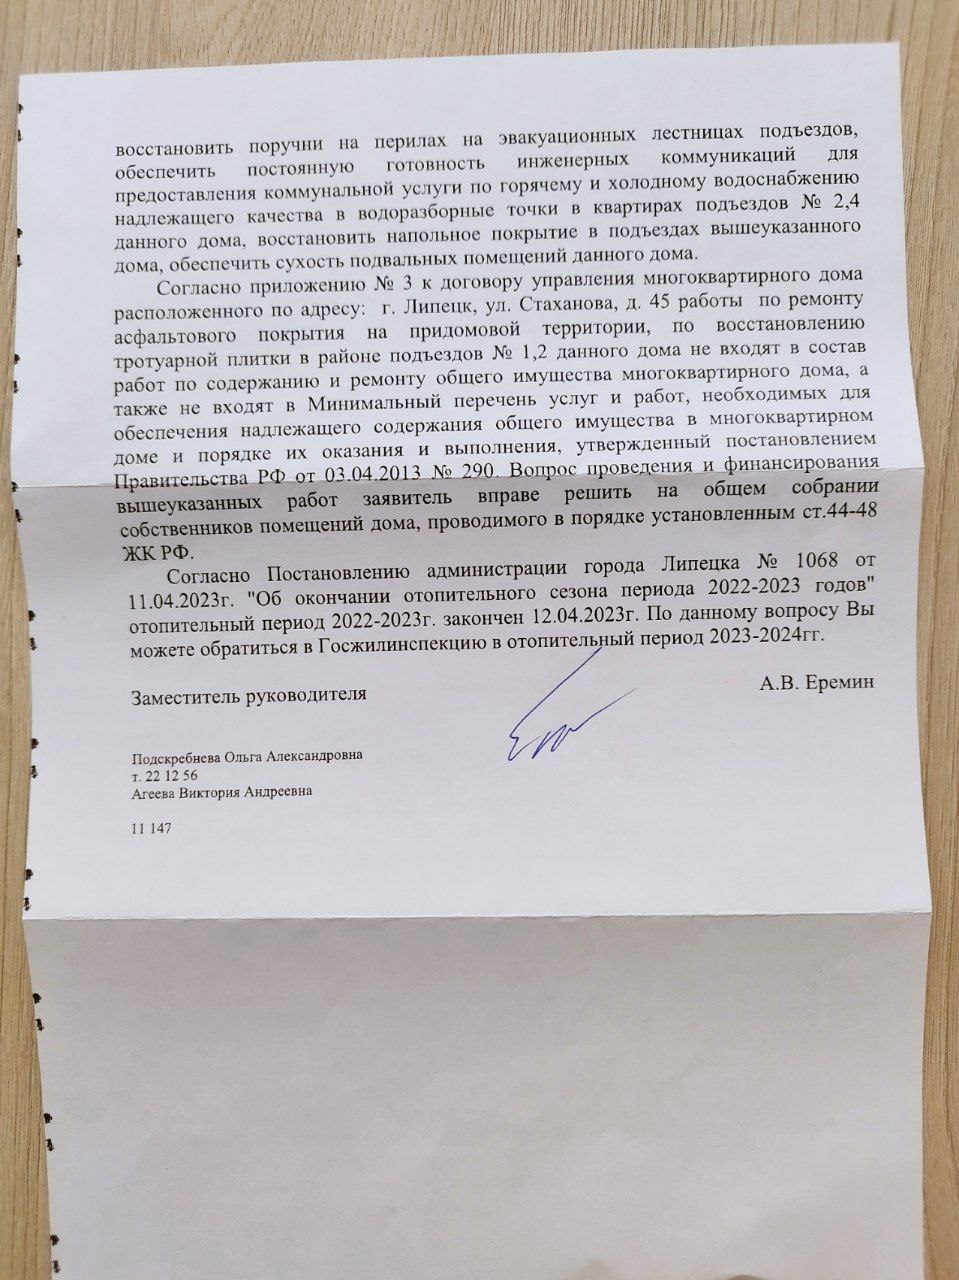 восстановить поручни на перилах на эвакуационных лестницах подъездов,
обеспечить постоянную готовность инженерных коммуникаций для
предоставления коммунальной услуги по горячему и холодному водоснабжению
надлежащего качества в водоразборные точки в квартирах подъездов № 2,4
данного дома, восстановить напольное покрытие в подъездах вышеуказанного
дома, обеспечить сухость подвальных помещений данного дома.
Согласно приложению № 3 к договору управления многоквартирного дома
расположенного по адресу: г. Липецк, ул. Стаханова, д. 45 работы по ремонту
асфальтового покрытия на придомовой территории, по восстановлению
тротуарной плитки в районе подъездов № 1,2 данного дома не входят в состав
работ по содержанию и ремонту общего имущества многоквартирного дома, а
также не входят в Минимальный перечень услуг и работ, необходимых для
обеспечения надлежащего содержания общего имущества в многоквартирном
доме и порядке их оказания и выполнения, утвержденный постановлением
Правительства РФ от 03.04.2013 № 290. Вопрос проведения и финансирования
вышеуказанных работ заявитель вправе решить на общем собрании
собственников помещений дома, проводимого в порядке установленным ст.44-48
ЖК РФ.
Согласно Постановлению администрации города Липецка № 1068 от
11.04.2023г. "Об окончании отопительного сезона периода 2022-2023 годов"
отопительный период 2022-2023г. закончен 12.04.2023г. По данному вопросу Вы
можете обратиться в Госжилинспекцию в отопительный период 2023-2024гг.
Заместитель руководителя А.В. Еремин
Подскребнева Ольга Александровна
т. 22 12 56
Агеева Виктория Андреевна
11 147